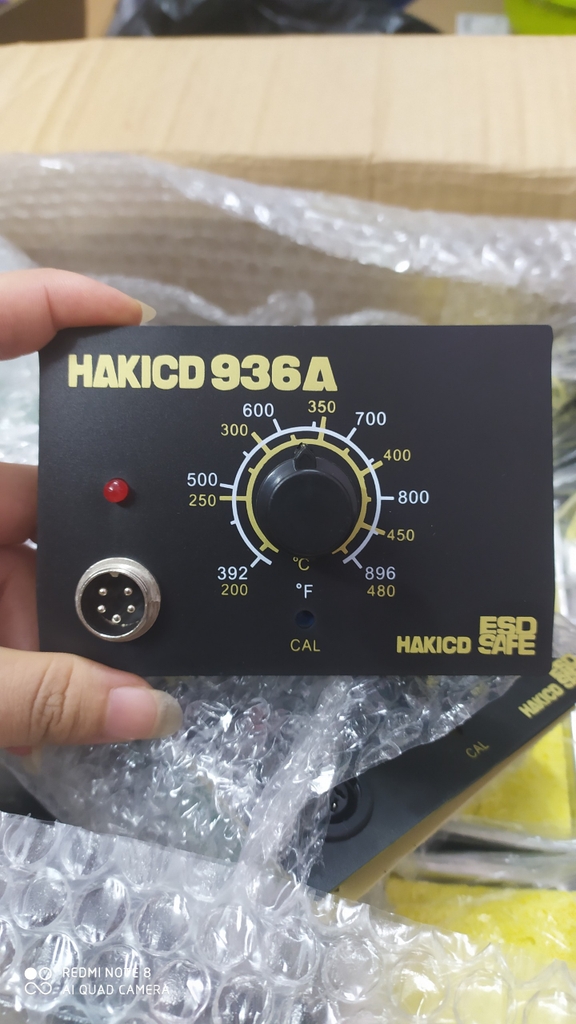 HAKICD 936A
350
600
700
300
400
500
250
800
450
°C
392
200
°F
896
480
CAL
HAKICD
ESD
SAFE
HAKICD
CAL
REDMI NOTE 8
AI QUAD CAMERA